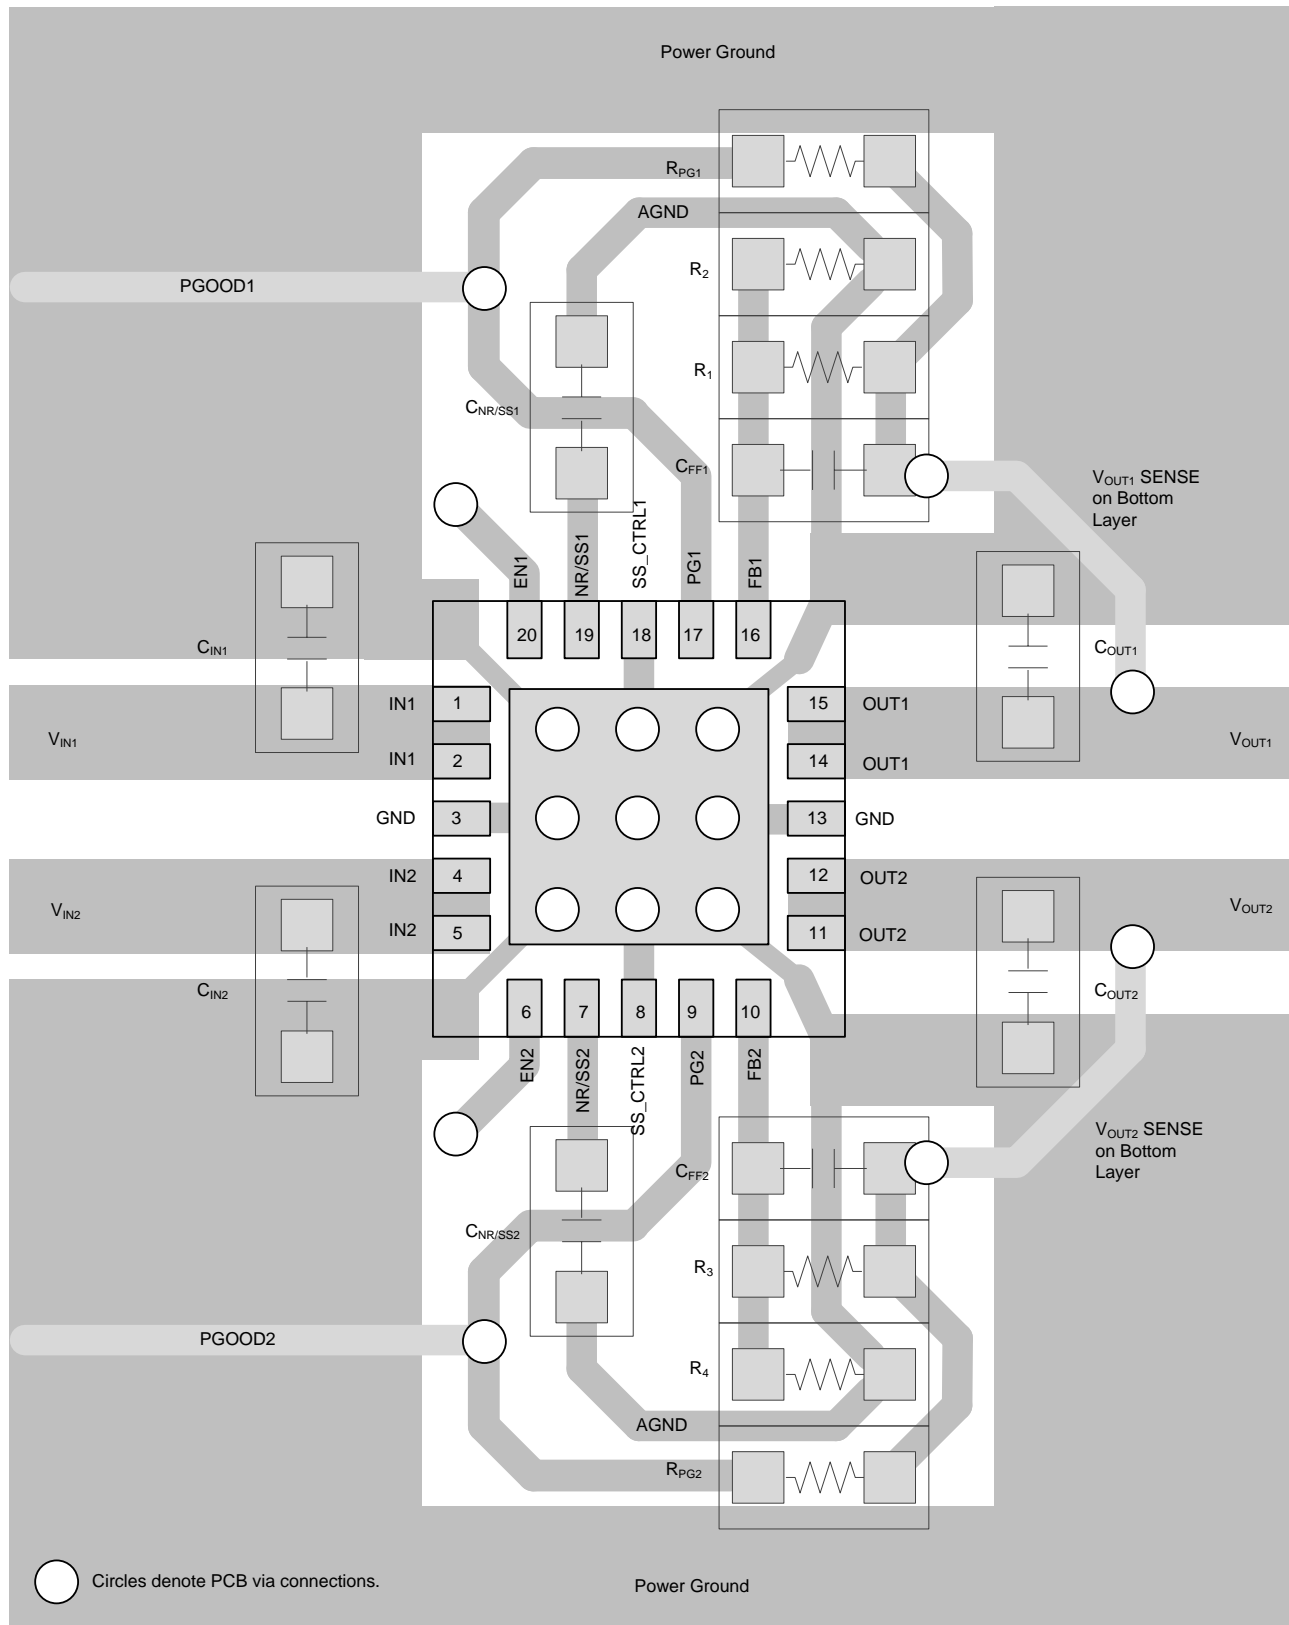 Power Ground
RPG1
AGND
R2
PGOOD1
R1
CNR/SS1
CFF1
VOUT1 SENSE
on Bottom
Layer
EN1
NR/SS1
SS_CTRL1
PG1
FB1
20
19
18
17
16
CIN1
COUT1
IN1
1
15
OUT1
VIN1
VOUT1
IN1
2
14
OUT1
GND
3
13
GND
IN2
4
12
OUT2
VIN2
VOUT2
IN2
5
11
OUT2
CIN2
COUT2
6
7
8
9
10
EN2
NR/SS2
SS_CTRL2
PG2
FB2
VOUT2 SENSE
on Bottom
Layer
CFF2
CNR/SS2
R3
PGOOD2
R4
AGND
RPG2
Circles denote PCB via connections.
Power Ground